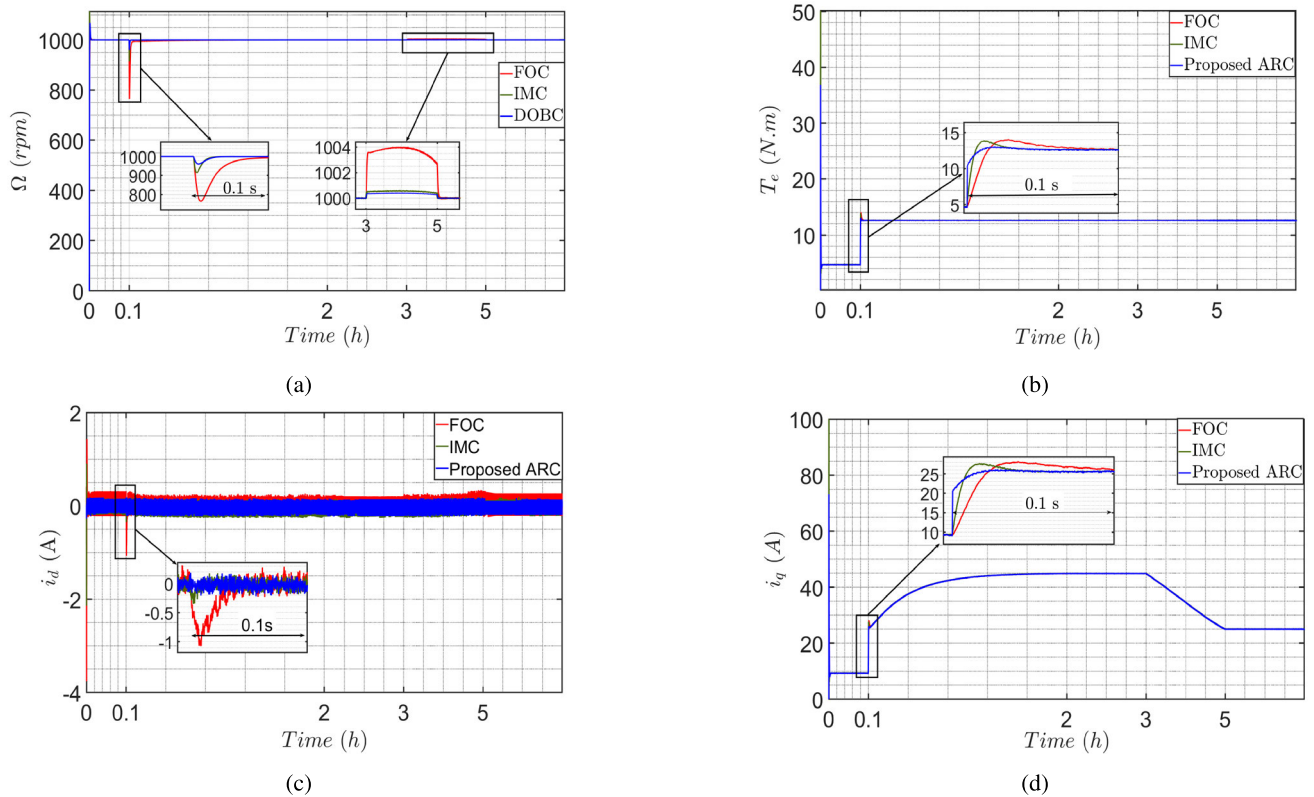 1000
800
600
400
200
0
Ω (rpm)
0 0.1 2 3 5
Time (h)
FOC
IMC
DOBC
1000
900
800
0.1 s
1004
1002
1000
3 5
(a)
50
40
30
20
10
T_e (N.m)
0 0.1 2 3 5
Time (h)
FOC
IMC
Proposed ARC
15
10
5
0.1 s
(b)
2
0
-2
-4
i_d (A)
0 0.1 2 3 5
Time (h)
FOC
IMC
Proposed ARC
0
-0.5
-1
0.1s
(c)
100
80
60
40
20
0
i_q (A)
0 0.1 2 3 5
Time (h)
FOC
IMC
Proposed ARC
25
20
15
10
0.1 s
(d)